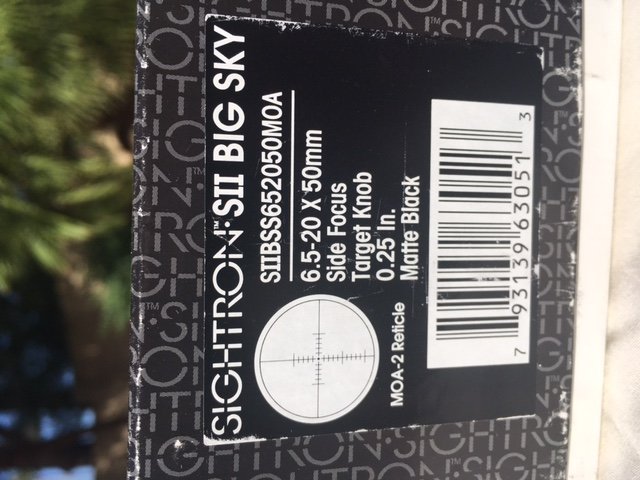 SIGHTRON™ SII BIG SKY
SIIBSS652050MOA
6.5-20 X 50mm
Side Focus
Target Knob
0.25 In.
Matte Black
MOA-2 Reticle
7 93139 63051 3